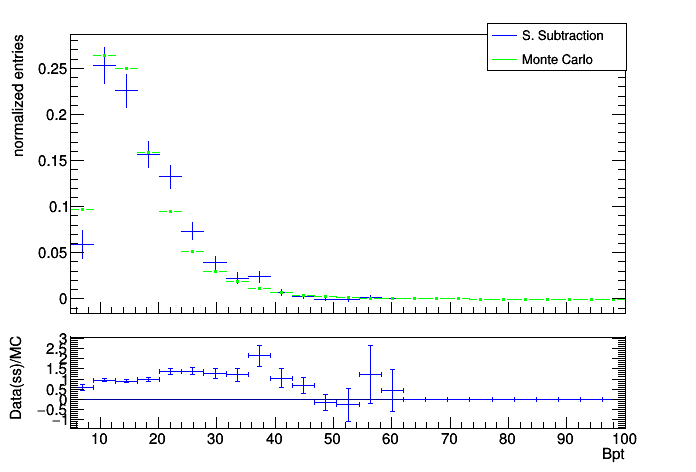 S. Subtraction
Monte Carlo
normalized entries
0.25
0.2
0.15
0.1
0.05
0
Data(ss)/MC
3
2.5
2
1.5
1
0.5
0
−0.5
−1
10 20 30 40 50 60 70 80 90 100
Bpt